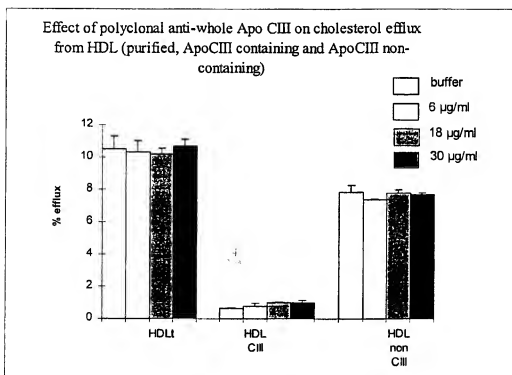 Effect of polyclonal anti-whole Apo CIII on cholesterol efflux
from HDL (purified, ApoCIII containing and ApoCIII non-
containing)
buffer
6 µg/ml
18 µg/ml
30 µg/ml
12
10
8
6
4
2
0
% efflux
HDLt
HDL
CIII
HDL
non
CIII